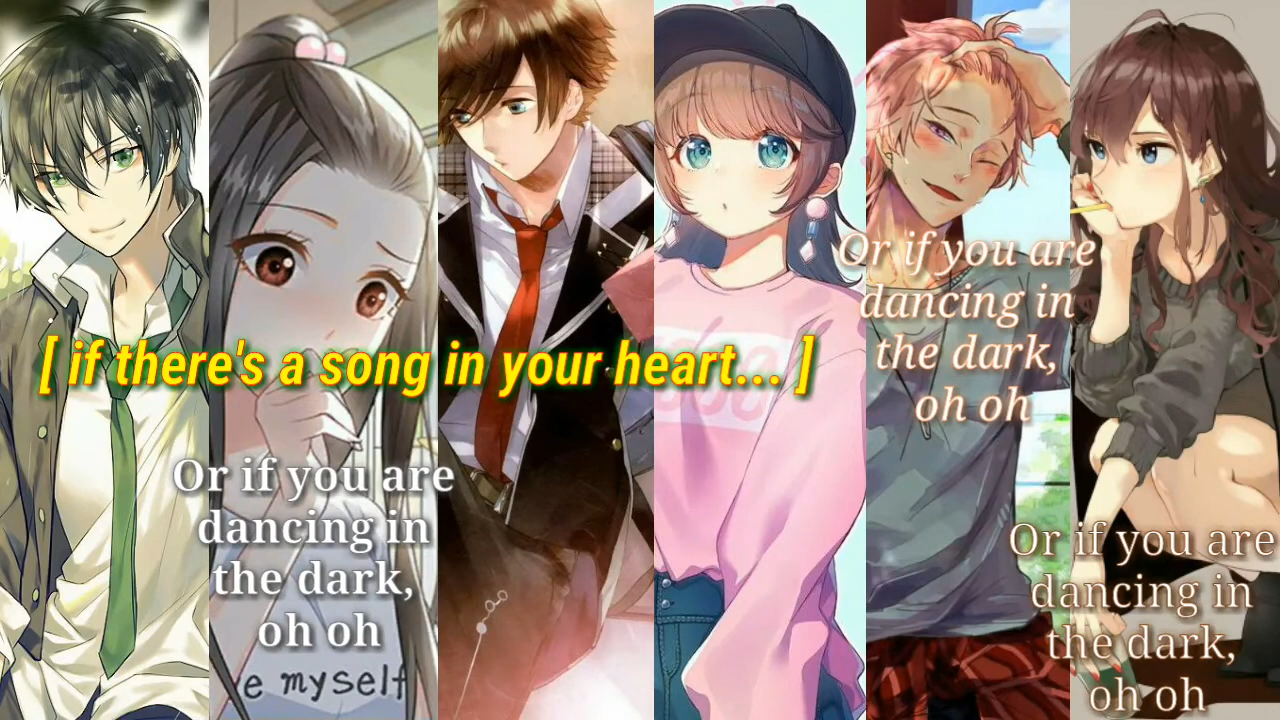 [ if there's a song in your heart... ]
Or if you are
dancing in
the dark,
oh oh
e myself
Or if you are
dancing in
the dark,
oh oh
Or if you are
dancing in
the dark,
oh oh